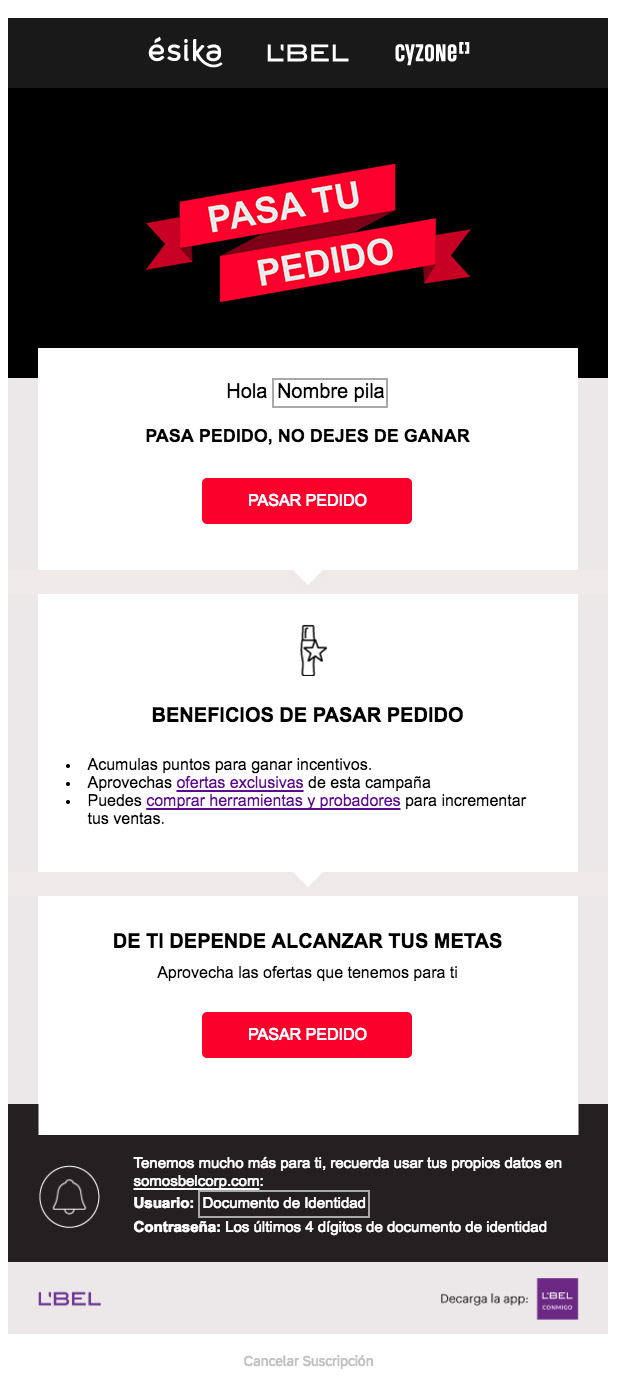 ésika L'BEL CYZONE[']
PASA TU
PEDIDO
Hola Nombre pila
PASA PEDIDO, NO DEJES DE GANAR
PASAR PEDIDO
BENEFICIOS DE PASAR PEDIDO
• Acumulas puntos para ganar incentivos.
• Aprovechas ofertas exclusivas de esta campaña
• Puedes comprar herramientas y probadores para incrementar
tus ventas.
DE TI DEPENDE ALCANZAR TUS METAS
Aprovecha las ofertas que tenemos para ti
PASAR PEDIDO
Tenemos mucho más para ti, recuerda usar tus propios datos en
somosbelcorp.com:
Usuario: Documento de Identidad
Contraseña: Los últimos 4 dígitos de documento de identidad
L'BEL
Decarga la app:
L'BEL
CONMIGO
Cancelar Suscripción